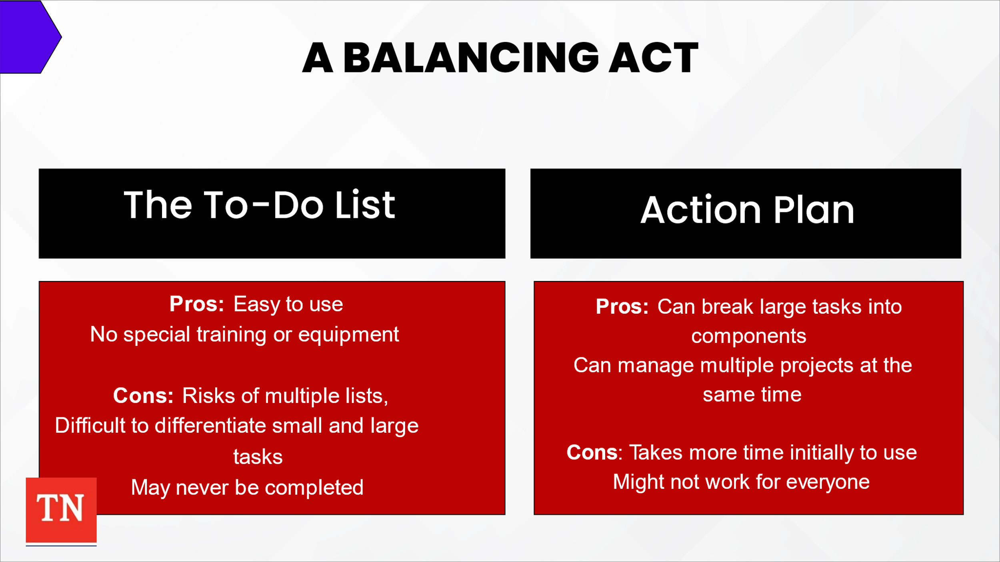 A BALANCING ACT
The To-Do List
Pros: Easy to use
No special training or equipment
Cons: Risks of multiple lists,
Difficult to differentiate small and large
tasks
May never be completed
Action Plan
Pros: Can break large tasks into
components
Can manage multiple projects at the
same time
Cons: Takes more time initially to use
Might not work for everyone
TN